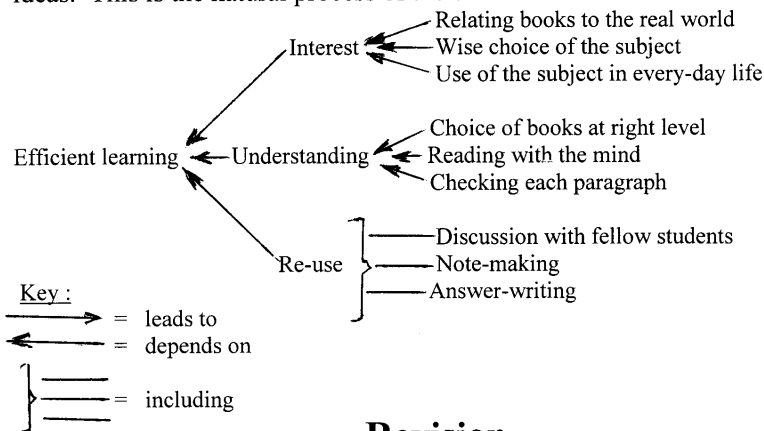 ideas. This is the natural process of
Relating books to the real world
Interest
Wise choice of the subject
Use of the subject in every-day life
Choice of books at right level
Efficient learning
Understanding
Reading with the mind
Checking each paragraph
Discussion with fellow students
Re-use
Note-making
Answer-writing
Key :
= leads to
= depends on
= including
Revision